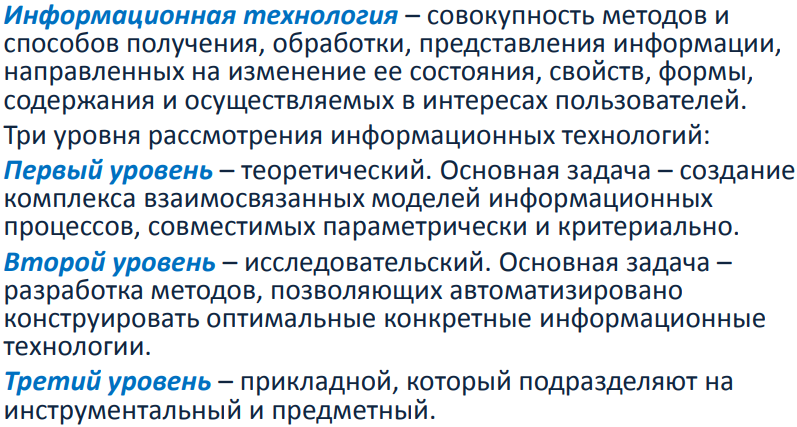 Информационная технология – совокупность методов и
способов получения, обработки, представления информации,
направленных на изменение ее состояния, свойств, формы,
содержания и осуществляемых в интересах пользователей.
Три уровня рассмотрения информационных технологий:
Первый уровень – теоретический. Основная задача – создание
комплекса взаимосвязанных моделей информационных
процессов, совместимых параметрически и критериально.
Второй уровень – исследовательский. Основная задача –
разработка методов, позволяющих автоматизировано
конструировать оптимальные конкретные информационные
технологии.
Третий уровень – прикладной, который подразделяют на
инструментальный и предметный.